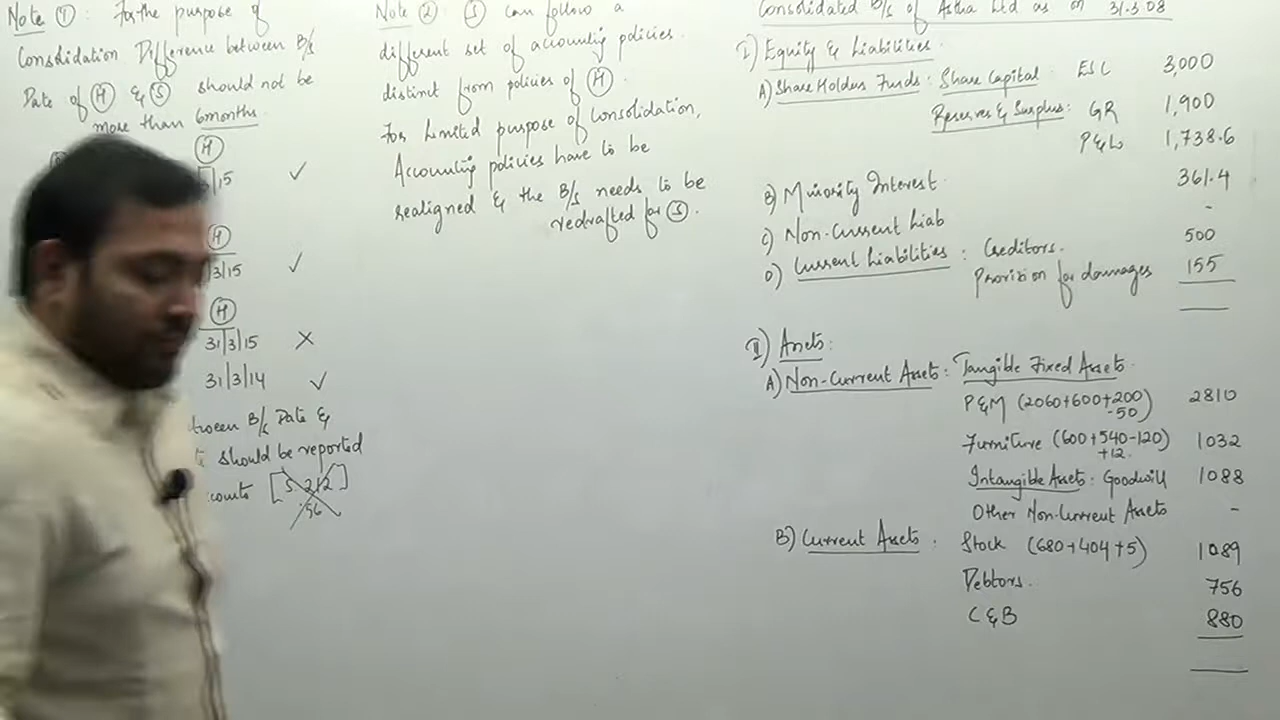 Note ①: For the purpose of
Consolidation Difference between B/s
Date of Ⓗ & Ⓢ should not be
more than 6 months.
Ⓗ
/15 ✓
Ⓗ
/3/15 ✓
Ⓗ
31/3/15 ✗
31/3/14 ✓
between B/s Date &
should be reported
[S. 212]
56
Note ②: Ⓢ can follow a
different set of accounting policies.
distinct from policies of Ⓗ.
For limited purpose of consolidation,
Accounting policies have to be
realigned & the B/s needs to be
redrafted for Ⓢ.
Consolidated B/s of Astha Ltd as on 31.3.08
I) Equity & Liabilities.
A) Share Holders Funds: Share Capital ESC 3,000
Reserves & Surplus: GR 1,900
P&L 1,738.6
B) Minority Interest. 361.4
C) Non-Current Liab -
D) Current Liabilities: Creditors. 500
Provision for damages 155
II) Assets:
A) Non-Current Assets: Tangible Fixed Assets.
P&M (2060+600+200 -50) 2810
Furniture (600+540-120) +12. 1032
Intangible Assets: Goodwill 1088
Other Non-Current Assets -
B) Current Assets: Stock (680+404+5) 1089
Debtors. 756
C&B 880